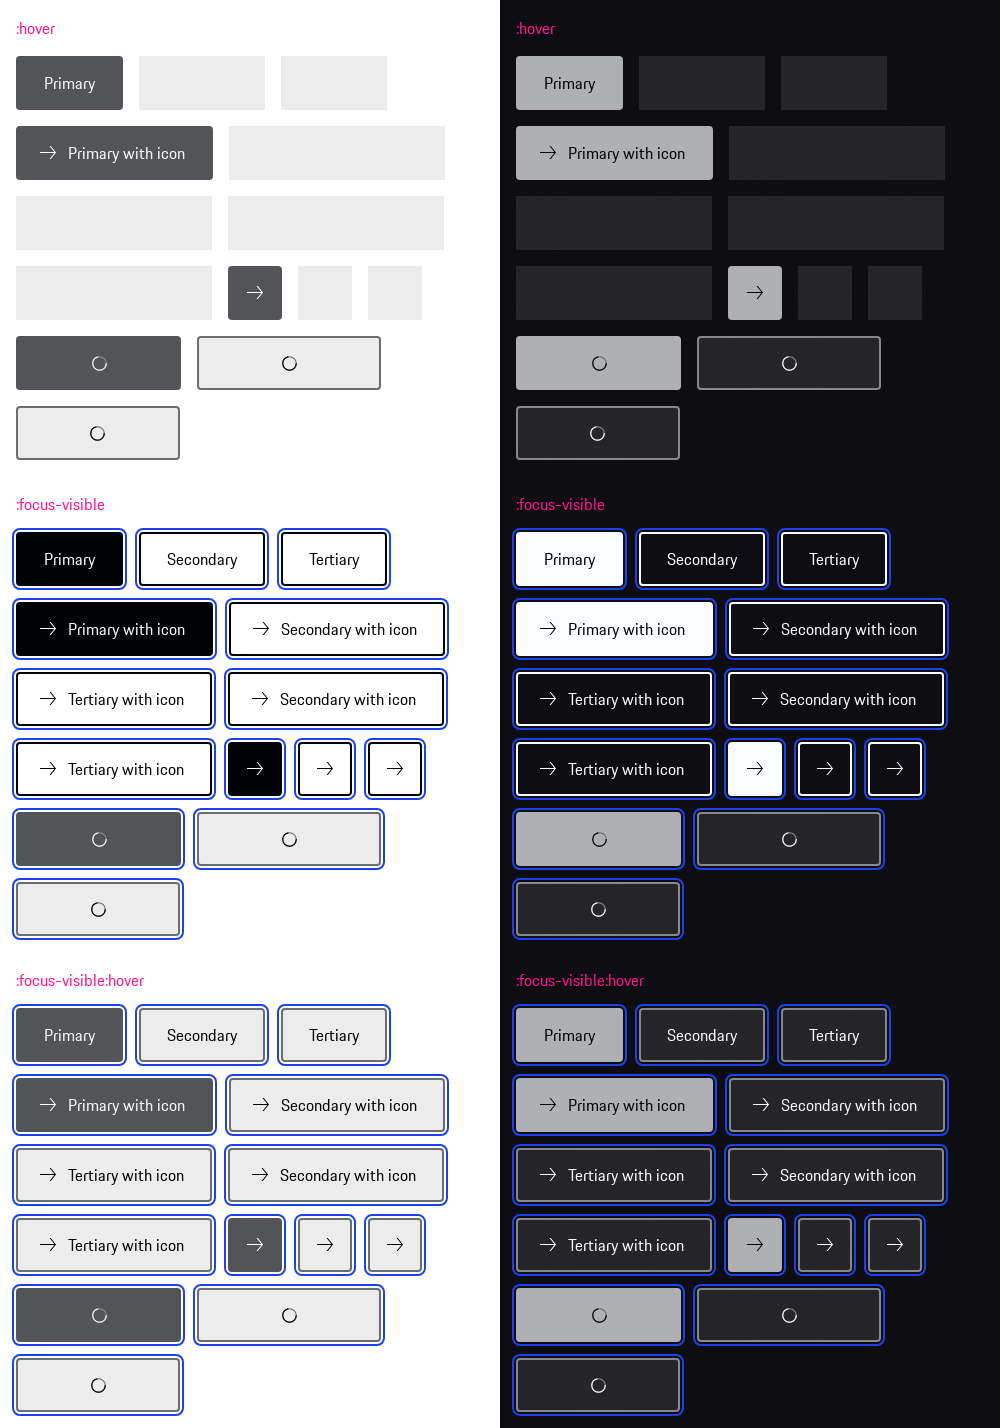 :hover
Primary
Primary with icon
:focus-visible
Primary Secondary Tertiary
Primary with icon Secondary with icon
Tertiary with icon Secondary with icon
Tertiary with icon
:focus-visible:hover
Primary Secondary Tertiary
Primary with icon Secondary with icon
Tertiary with icon Secondary with icon
Tertiary with icon
:hover
Primary
Primary with icon
:focus-visible
Primary Secondary Tertiary
Primary with icon Secondary with icon
Tertiary with icon Secondary with icon
Tertiary with icon
:focus-visible:hover
Primary Secondary Tertiary
Primary with icon Secondary with icon
Tertiary with icon Secondary with icon
Tertiary with icon